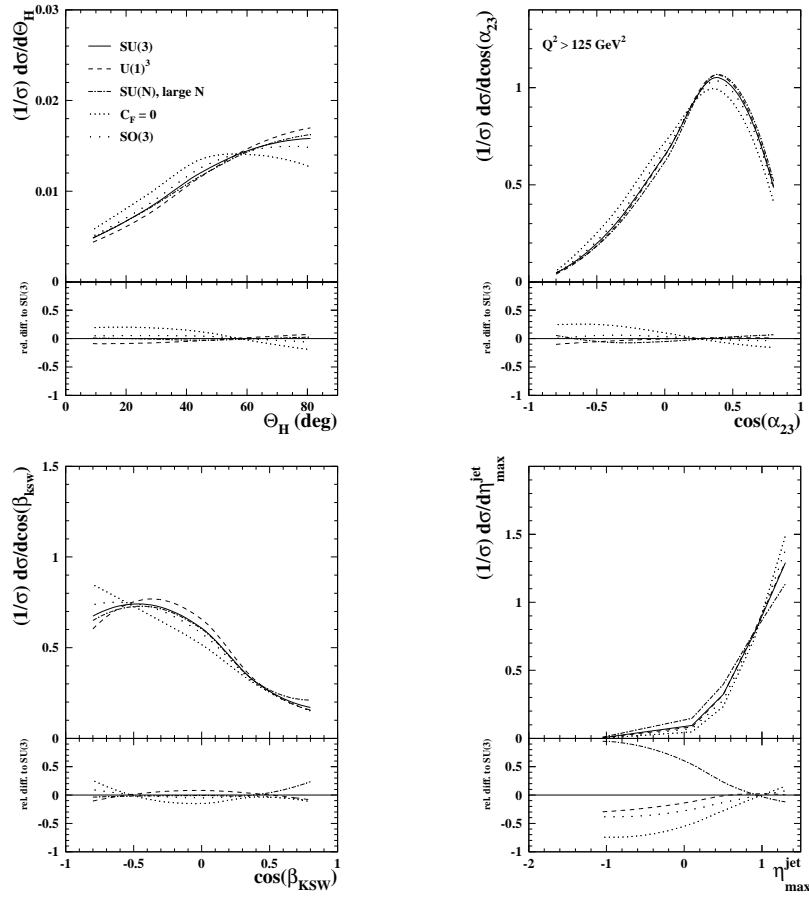 (1/σ) dσ/dΘ_H
0.03
0.02
0.01
0
SU(3)
U(1)³
SU(N), large N
C_F = 0
SO(3)
rel. diff. to SU(3)
0.5
0
-0.5
-1
0 20 40 60 80
Θ_H (deg)
(1/σ) dσ/dcos(α₂₃)
Q² > 125 GeV²
1
0.5
0
rel. diff. to SU(3)
0.5
0
-0.5
-1
-1 -0.5 0 0.5 1
cos(α₂₃)
(1/σ) dσ/dcos(β_ksw)
1.5
1
0.5
0
rel. diff. to SU(3)
0.5
0
-0.5
-1
-1 -0.5 0 0.5 1
cos(β_KSW)
(1/σ) dσ/dη^jet_max
1.5
1
0.5
0
rel. diff. to SU(3)
0.5
0
-0.5
-1
-2 -1 0 1
η^jet_max